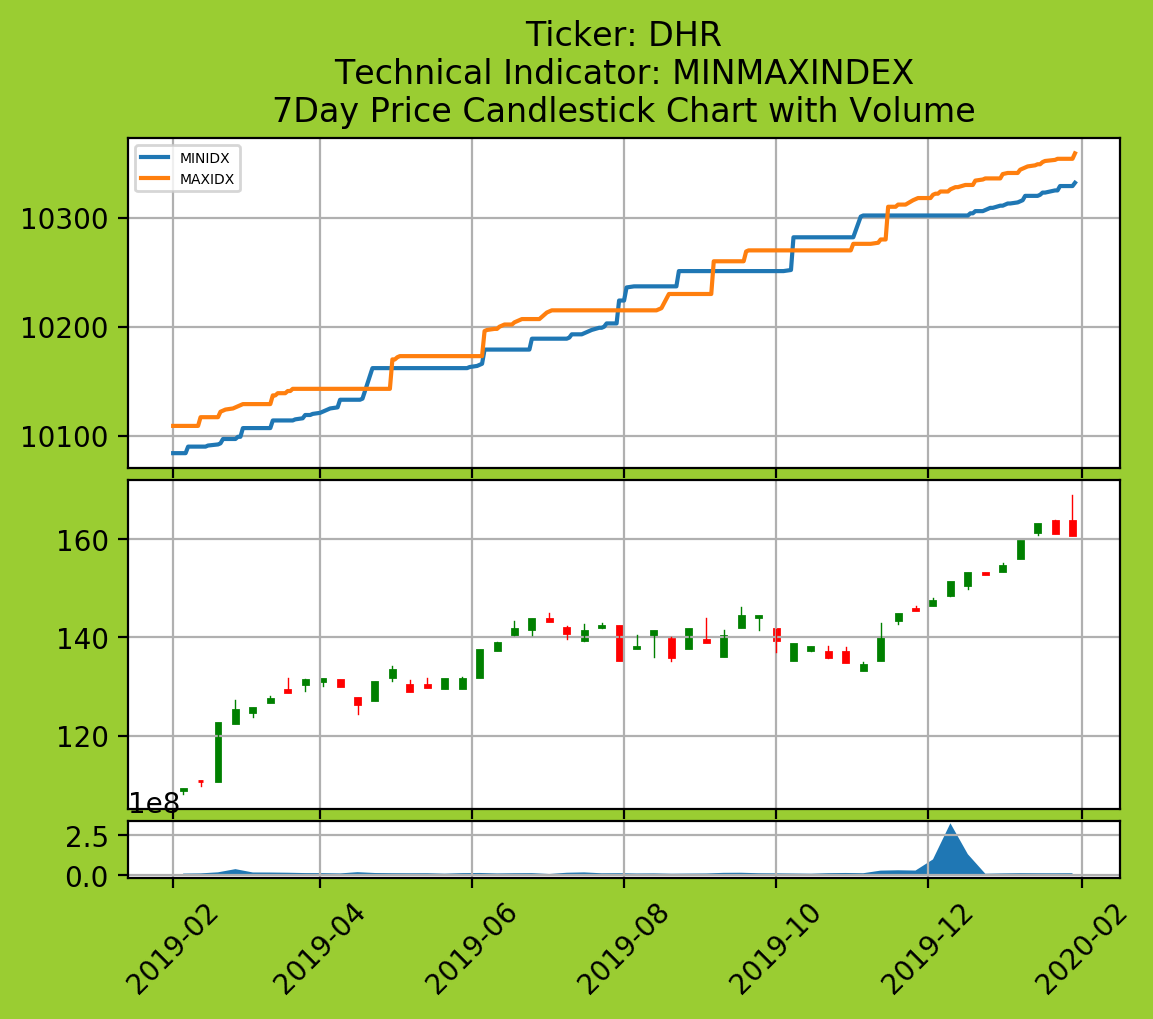 Ticker: DHR
Technical Indicator: MINMAXINDEX
7Day Price Candlestick Chart with Volume
MINIDX
MAXIDX
10300
10200
10100
160
140
120
1e8
2.5
0.0
2019-02
2019-04
2019-06
2019-08
2019-10
2019-12
2020-02